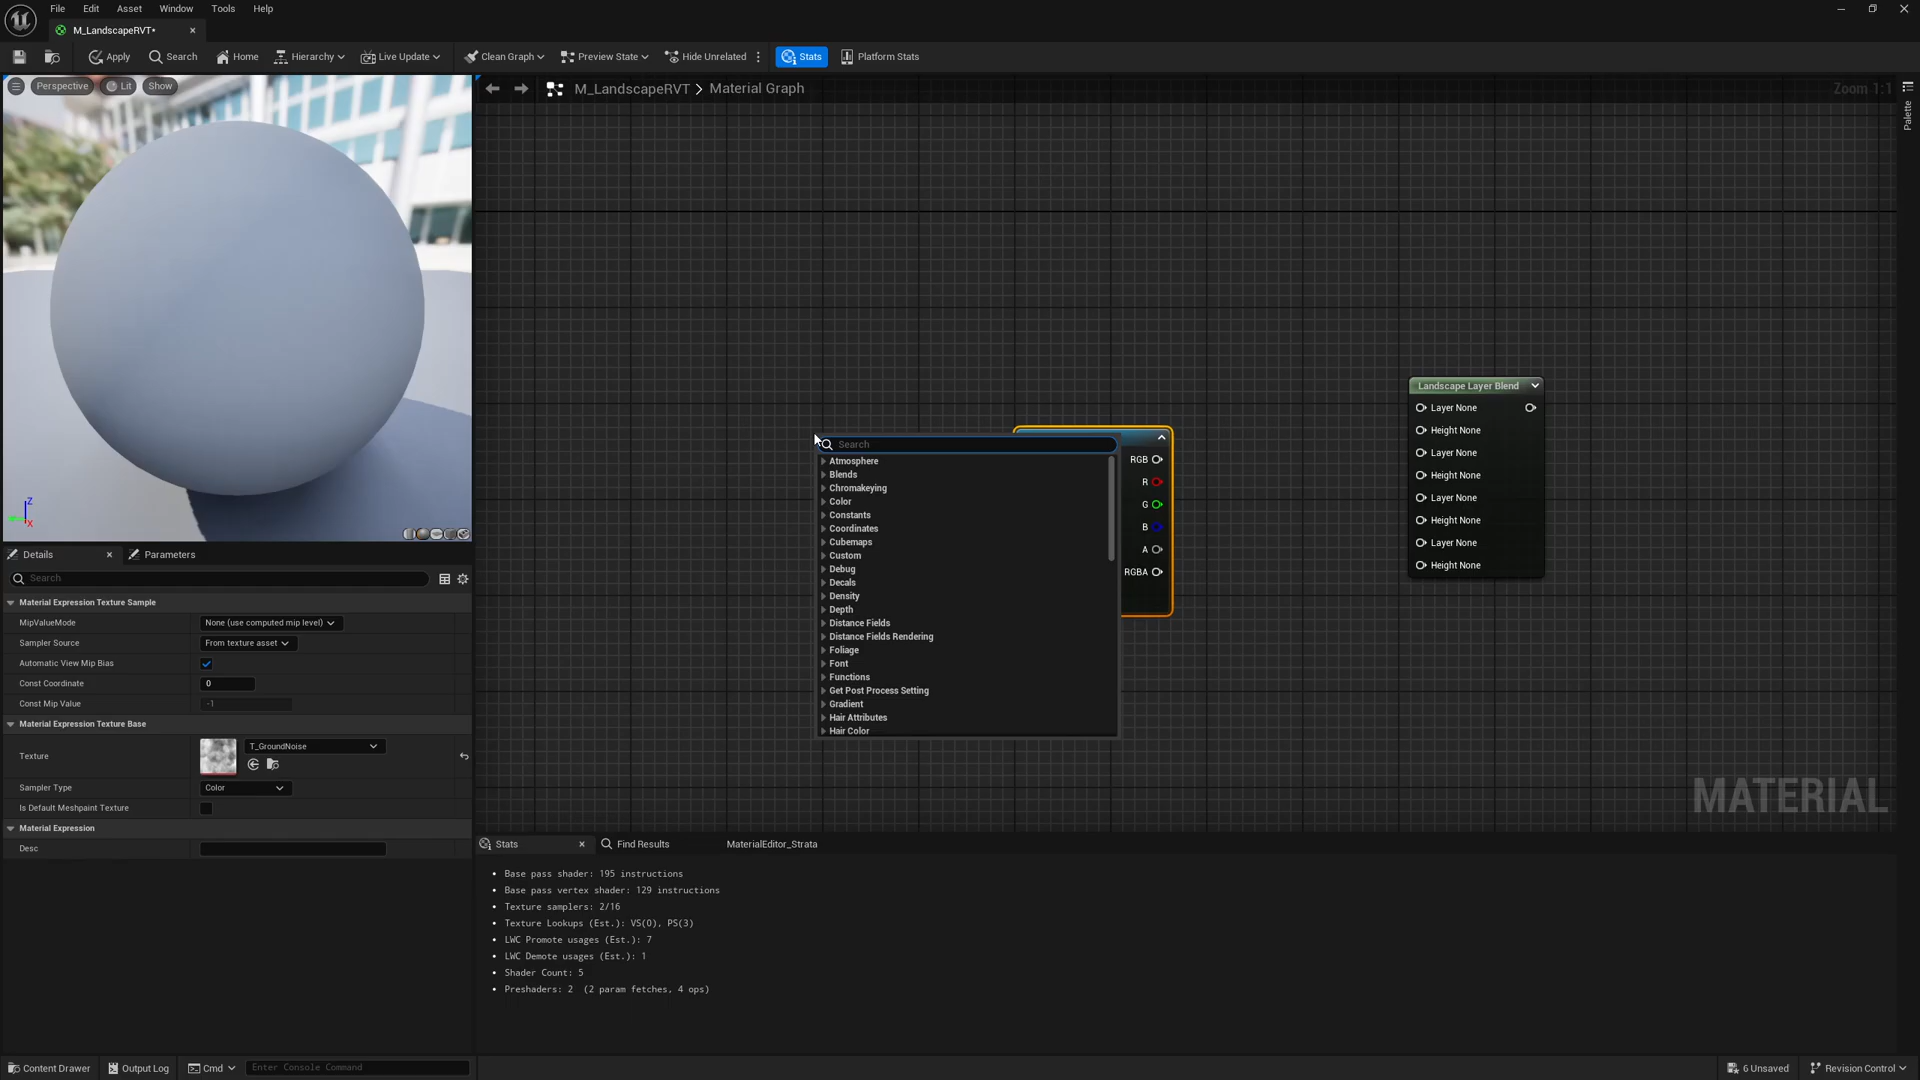 File Edit Asset Window Tools Help
M_LandscapeRVT*
Apply Search Home Hierarchy Live Update Clean Graph Preview State Hide Unrelated Stats Platform Stats
Perspective Lit Show
M_LandscapeRVT > Material Graph
Zoom 1:1
Palette
Z
X
Search
Atmosphere
Blends
Chromakeying
Color
Constants
Coordinates
Cubemaps
Custom
Debug
Decals
Density
Depth
Distance Fields
Distance Fields Rendering
Foliage
Font
Functions
Get Post Process Setting
Gradient
Hair Attributes
Hair Color
RGB
R
G
B
A
RGBA
Landscape Layer Blend
Layer None
Height None
Layer None
Height None
Layer None
Height None
Layer None
Height None
MATERIAL
Details Parameters
Search
Material Expression Texture Sample
MipValueMode None (use computed mip level)
Sampler Source From texture asset
Automatic View Mip Bias
Const Coordinate 0
Const Mip Value -1
Material Expression Texture Base
Texture T_GroundNoise
Sampler Type Color
Is Default Meshpaint Texture
Material Expression
Desc
Stats Find Results MaterialEditor_Strata
• Base pass shader: 195 instructions
• Base pass vertex shader: 129 instructions
• Texture samplers: 2/16
• Texture Lookups (Est.): VS(0), PS(3)
• LWC Promote usages (Est.): 7
• LWC Demote usages (Est.): 1
• Shader Count: 5
• Preshaders: 2 (2 param fetches, 4 ops)
Content Drawer Output Log Cmd Enter Console Command 6 Unsaved Revision Control